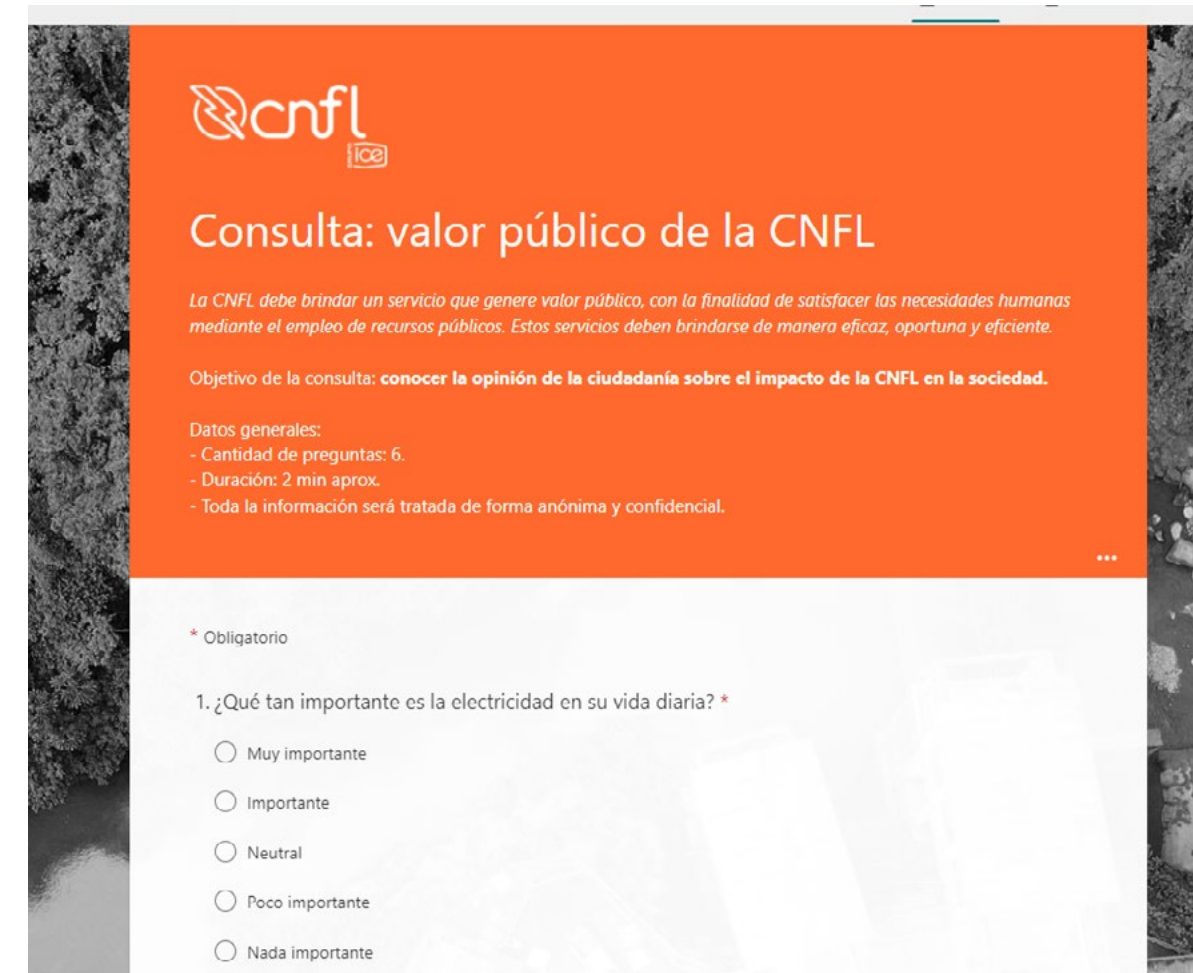 cnfl
grupo
ice
Consulta: valor público de la CNFL
La CNFL debe brindar un servicio que genere valor público, con la finalidad de satisfacer las necesidades humanas
mediante el empleo de recursos públicos. Estos servicios deben brindarse de manera eficaz, oportuna y eficiente.
Objetivo de la consulta: conocer la opinión de la ciudadanía sobre el impacto de la CNFL en la sociedad.
Datos generales:
- Cantidad de preguntas: 6.
- Duración: 2 min aprox.
- Toda la información será tratada de forma anónima y confidencial.
* Obligatorio
1. ¿Qué tan importante es la electricidad en su vida diaria? *
Muy importante
Importante
Neutral
Poco importante
Nada importante